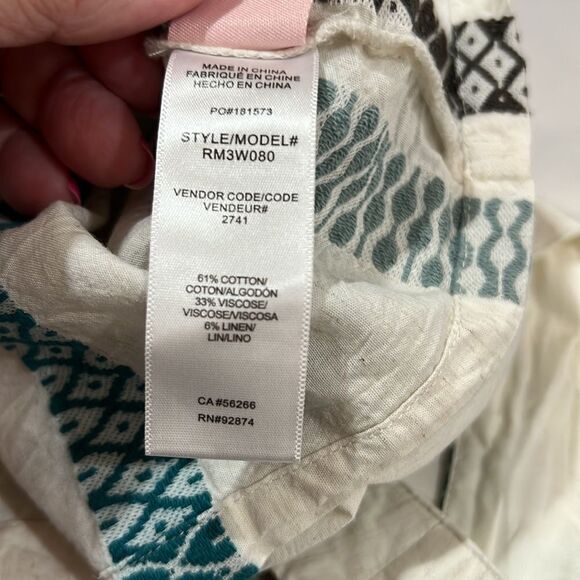 MADE IN CHINA
FABRIQUÉ EN CHINE
HECHO EN CHINA
PO#181573
STYLE/MODEL#
RM3W080
VENDOR CODE/CODE
VENDEUR#
2741
61% COTTON/
COTON/ALGODÓN
33% VISCOSE/
VISCOSE/VISCOSA
6% LINEN/
LIN/LINO
CA#56266
RN#92874